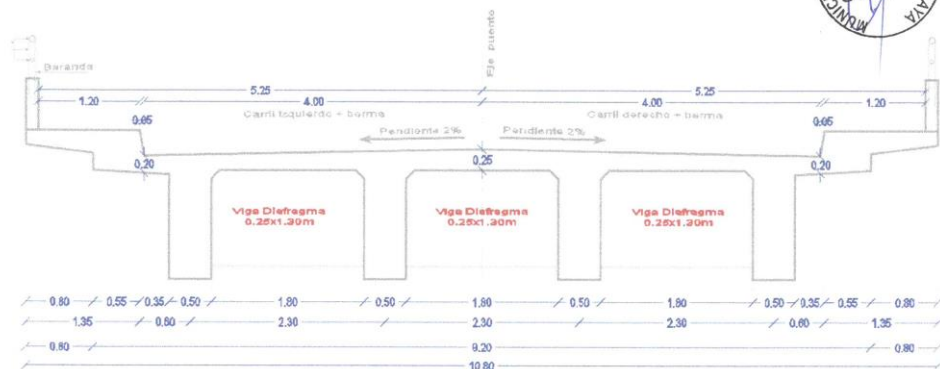 MUNICI
AYA
Eje puente
Baranda
5.25 5.25
1.20 4.00 4.00 1.20
0.05 Carril Izquierdo + berma Carril derecho + berma 0.05
Pendiente 2% Pendiente 2%
0,20 0,25 0,20
Viga Diafragma
0.25x1.30m
Viga Diafragma
0.25x1.30m
Viga Diafragma
0.25x1.30m
0.80 0.55 0.35 0.50 1.80 0.50 1.80 0.50 1.80 0.50 0.35 0.55 0.80
1.35 0.60 2.30 2.30 2.30 0.60 1.35
0.80 9.20 0.80
10.80